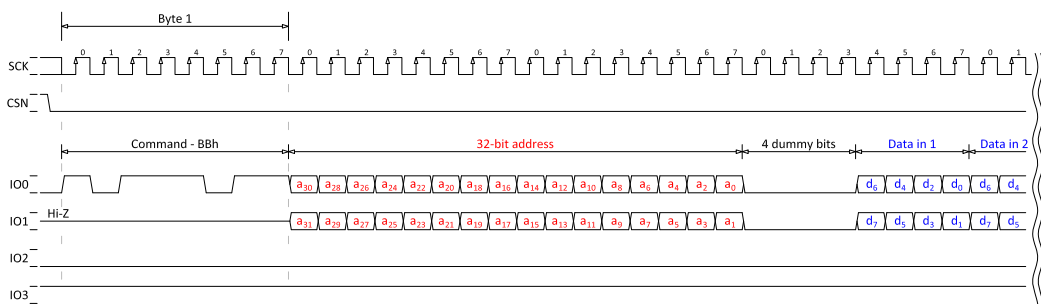 Byte 1
0 1 2 3 4 5 6 7 0 1 2 3 4 5 6 7 0 1 2 3 4 5 6 7 0 1 2 3 4 5 6 7 0 1
SCK
CSN
Command - BBh 32-bit address 4 dummy bits Data in 1 Data in 2
IO0 a30 a28 a26 a24 a22 a20 a18 a16 a14 a12 a10 a8 a6 a4 a2 a0 d6 d4 d2 d0 d6 d4
Hi-Z
IO1 a31 a29 a27 a25 a23 a21 a19 a17 a15 a13 a11 a9 a7 a5 a3 a1 d7 d5 d3 d1 d7 d5
IO2
IO3